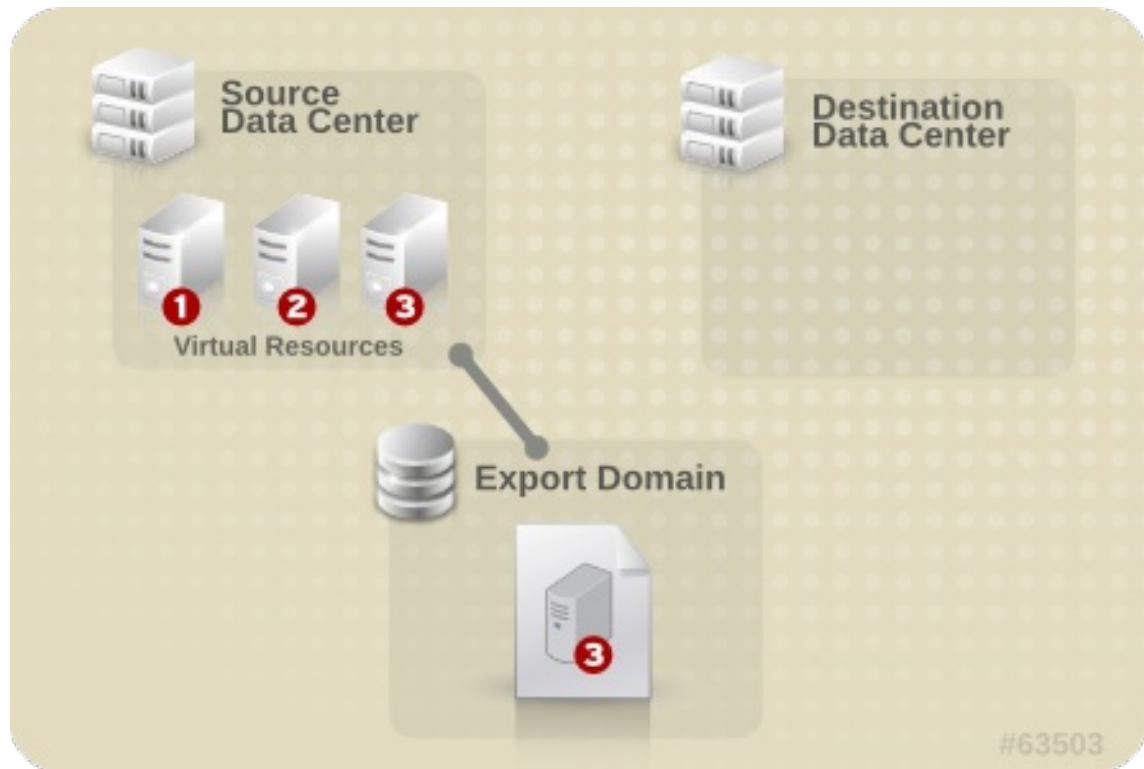 Source
Data Center
Destination
Data Center
1
2
3
Virtual Resources
Export Domain
3
#63503